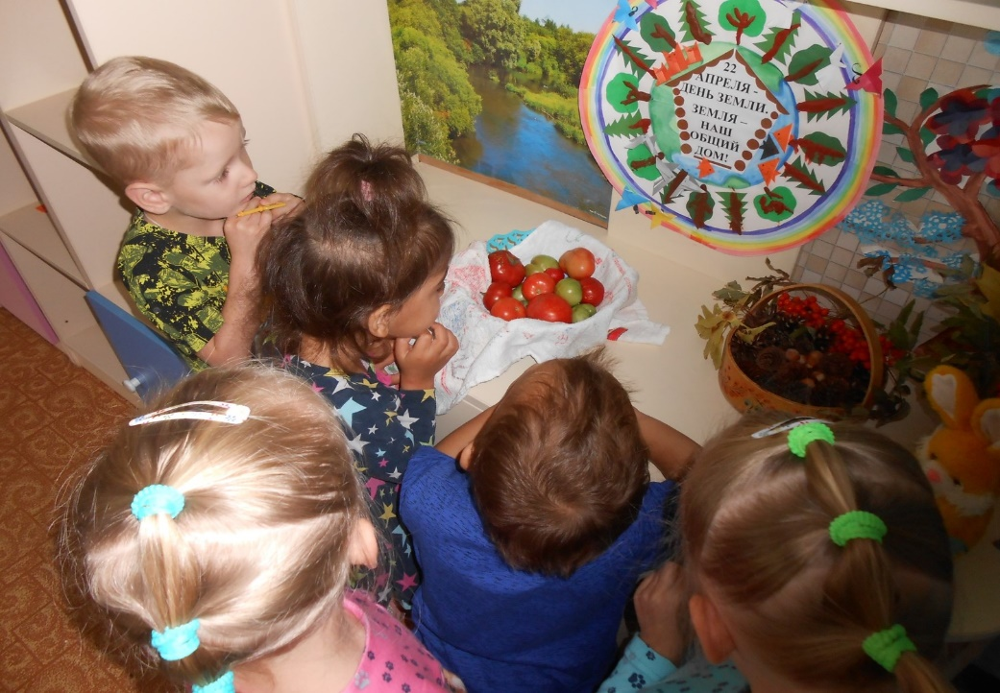 22
АПРЕЛЯ -
ДЕНЬ ЗЕМЛИ.
ЗЕМЛЯ –
НАШ
ОБЩИЙ
ДОМ!